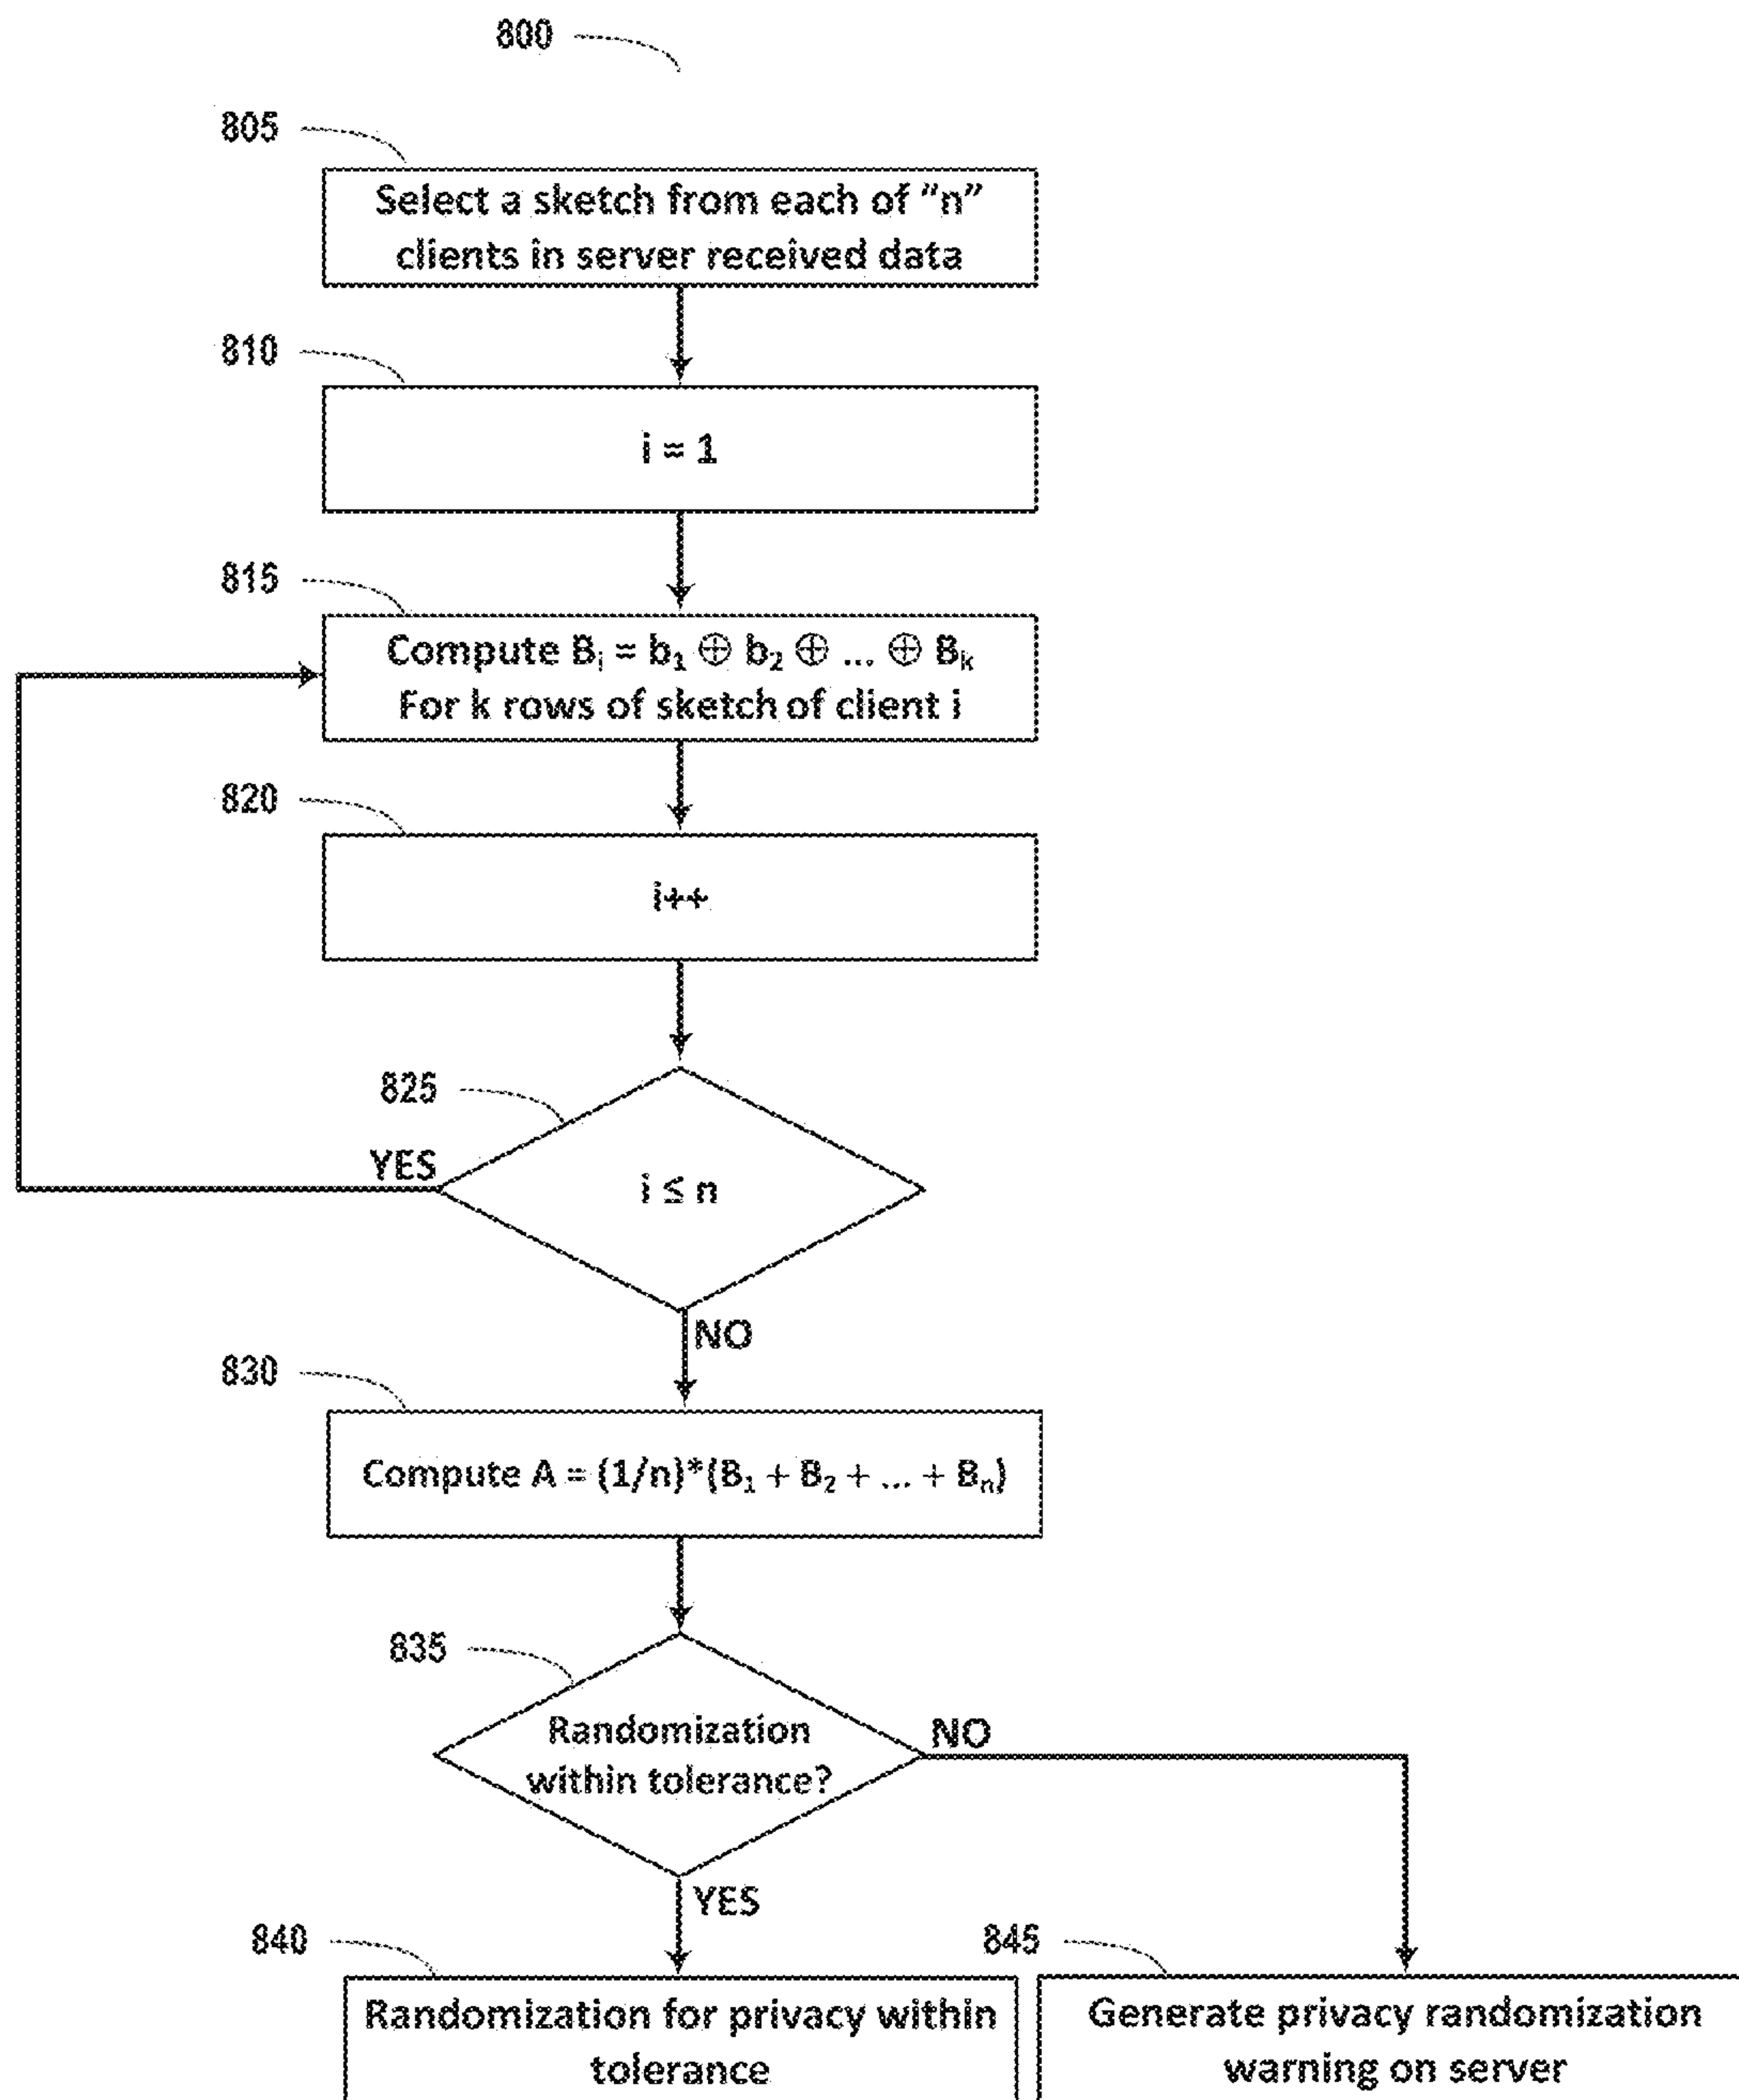 800
805
Select a sketch from each of “n”
clients in server received data
810
i = 1
815
Compute Bᵢ = b₁ ⊕ b₂ ⊕ ... ⊕ Bₖ
For k rows of sketch of client i
820
i++
825
YES
i ≤ n
NO
830
Compute A = (1/n)*(B₁ + B₂ + ... + Bₙ)
835
Randomization
within tolerance?
NO
YES
840
845
Randomization for privacy within
tolerance
Generate privacy randomization
warning on server